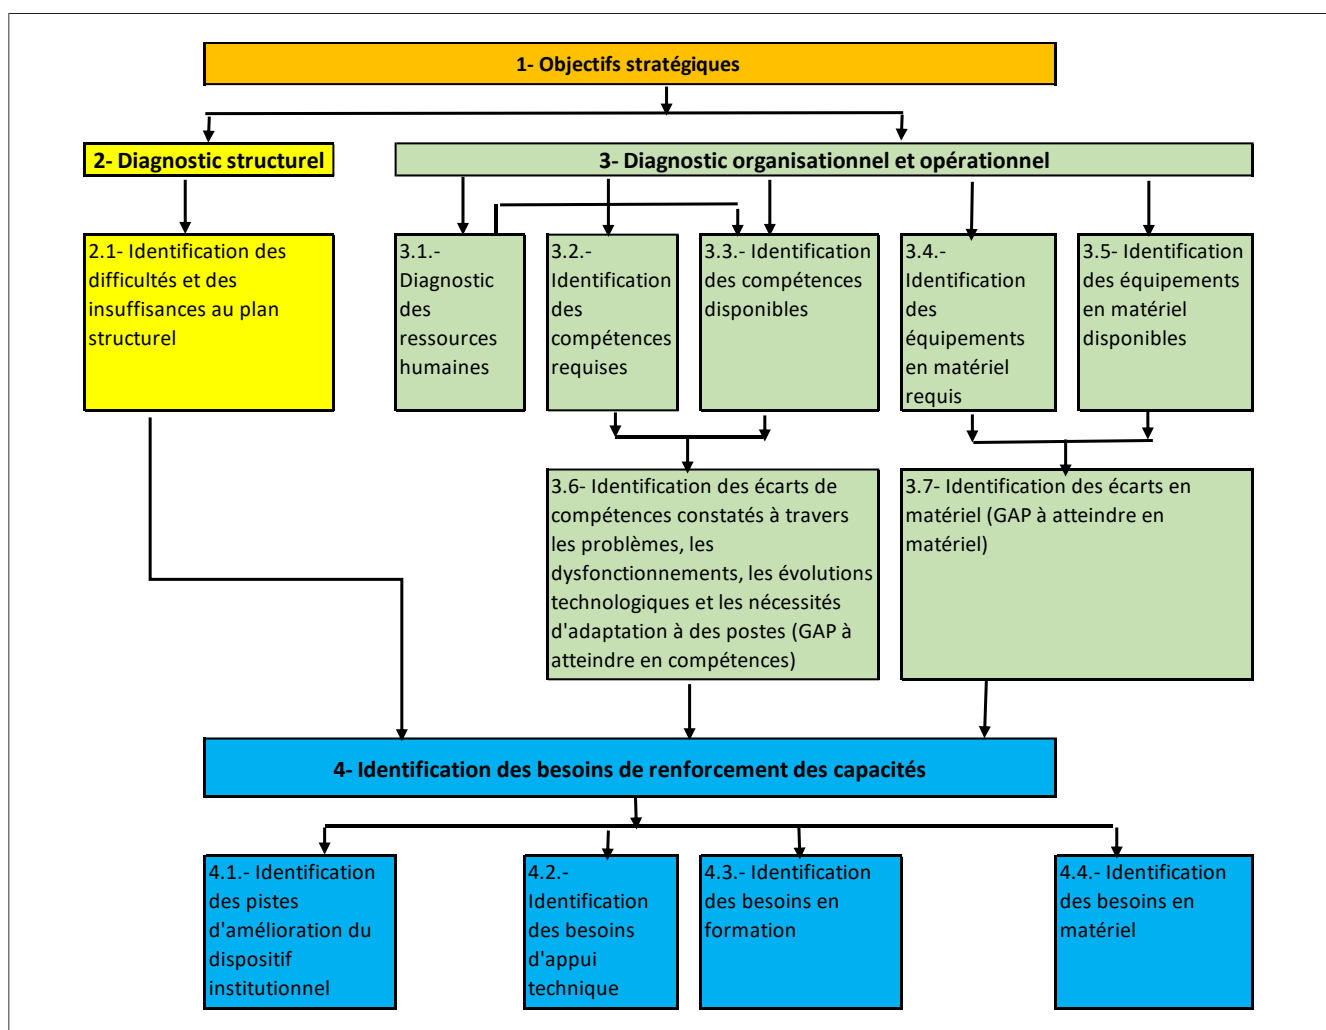 1- Objectifs stratégiques
2- Diagnostic structurel
3- Diagnostic organisationnel et opérationnel
2.1- Identification des
difficultés et des
insuffisances au plan
structurel
3.1.-
Diagnostic
des
ressources
humaines
3.2.-
Identification
des
compétences
requises
3.3.- Identification
des compétences
disponibles
3.4.-
Identification
des
équipements
en matériel
requis
3.5- Identification
des équipements
en matériel
disponibles
3.6- Identification des écarts de
compétences constatés à travers
les problèmes, les
dysfonctionnements, les évolutions
technologiques et les nécessités
d'adaptation à des postes (GAP à
atteindre en compétences)
3.7- Identification des écarts en
matériel (GAP à atteindre en
matériel)
4- Identification des besoins de renforcement des capacités
4.1.- Identification
des pistes
d'amélioration du
dispositif
institutionnel
4.2.-
Identification
des besoins
d'appui
technique
4.3.- Identification
des besoins en
formation
4.4.- Identification
des besoins en
matériel